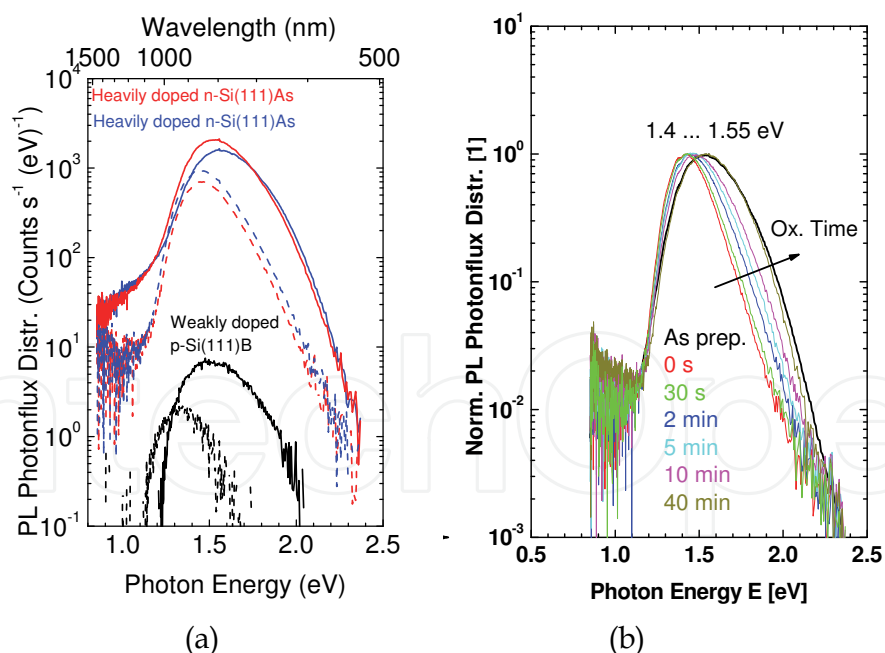 Wavelength (nm)
1500 1000 500
10⁴
10³
10²
10¹
10⁰
10⁻¹
PL Photonflux Distr. (Counts s⁻¹ (eV)⁻¹)
Heavily doped n-Si(111)As
Heavily doped n-Si(111)As
Weakly doped
p-Si(111)B
1.0 1.5 2.0 2.5
Photon Energy (eV)
(a)
10¹
10⁰
10⁻¹
10⁻²
10⁻³
Norm. PL Photonflux Distr. [1]
1.4 ... 1.55 eV
Ox. Time
As prep.
0 s
30 s
2 min
5 min
10 min
40 min
0.5 1.0 1.5 2.0 2.5
Photon Energy E [eV]
(b)